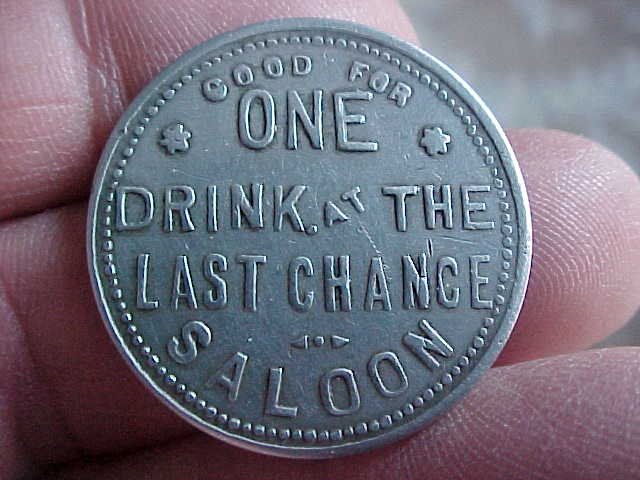 GOOD FOR
ONE
DRINK. AT THE
LAST CHANCE
SALOON